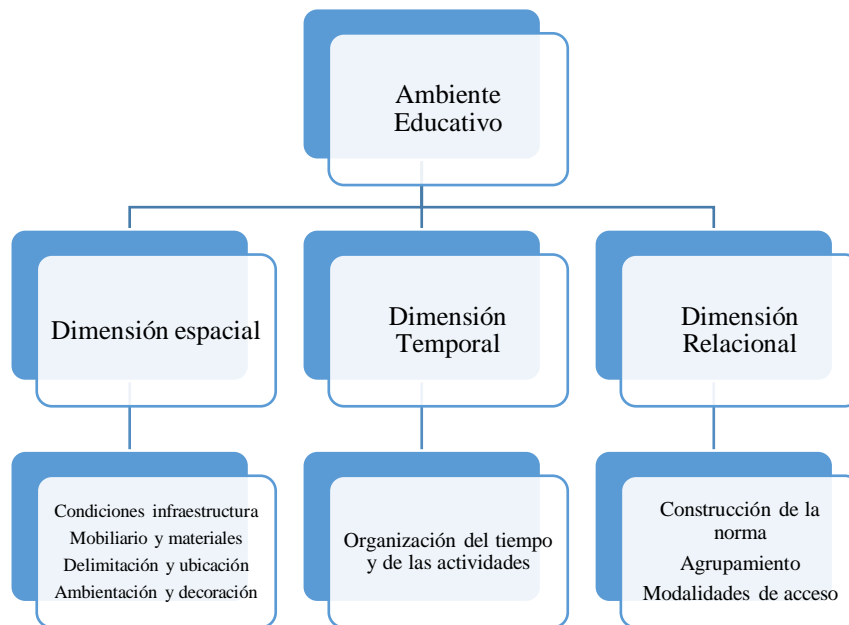 Ambiente
Educativo
Dimensión espacial
Dimensión
Temporal
Dimensión
Relacional
Condiciones infraestructura
Mobiliario y materiales
Delimitación y ubicación
Ambientación y decoración
Organización del tiempo
y de las actividades
Construcción de la
norma
Agrupamiento
Modalidades de acceso